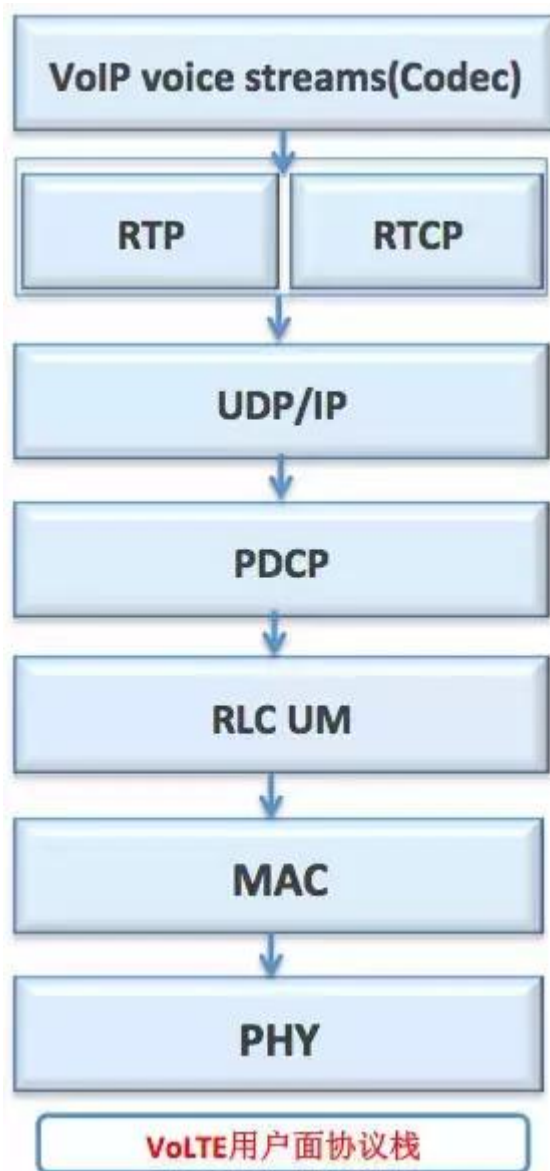 VoIP voice streams(Codec)
RTP RTCP
UDP/IP
PDCP
RLC UM
MAC
PHY
VoLTE用户面协议栈